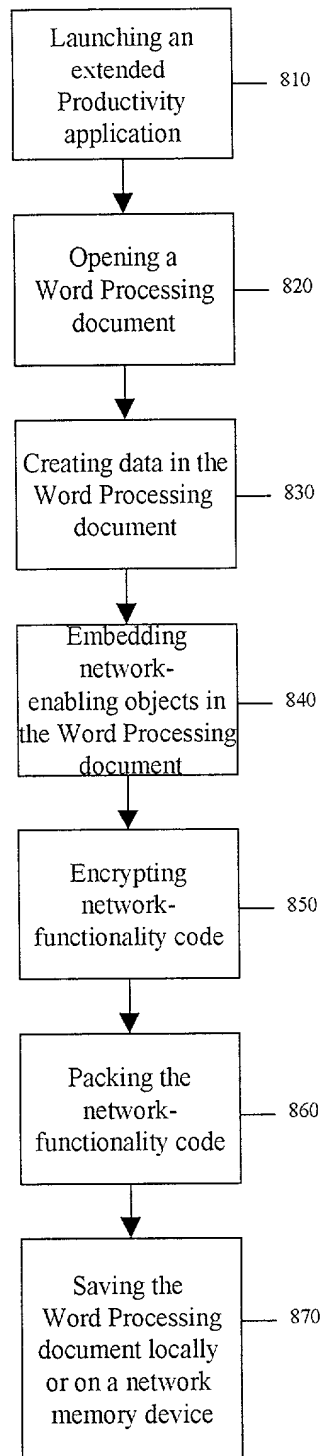 Launching an
extended
Productivity
application
810
Opening a
Word Processing
document
820
Creating data in the
Word Processing
document
830
Embedding
network-
enabling objects in
the Word Processing
document
840
Encrypting
network-
functionality code
850
Packing the
network-
functionality code
860
Saving the
Word Processing
document locally
or on a network
memory device
870